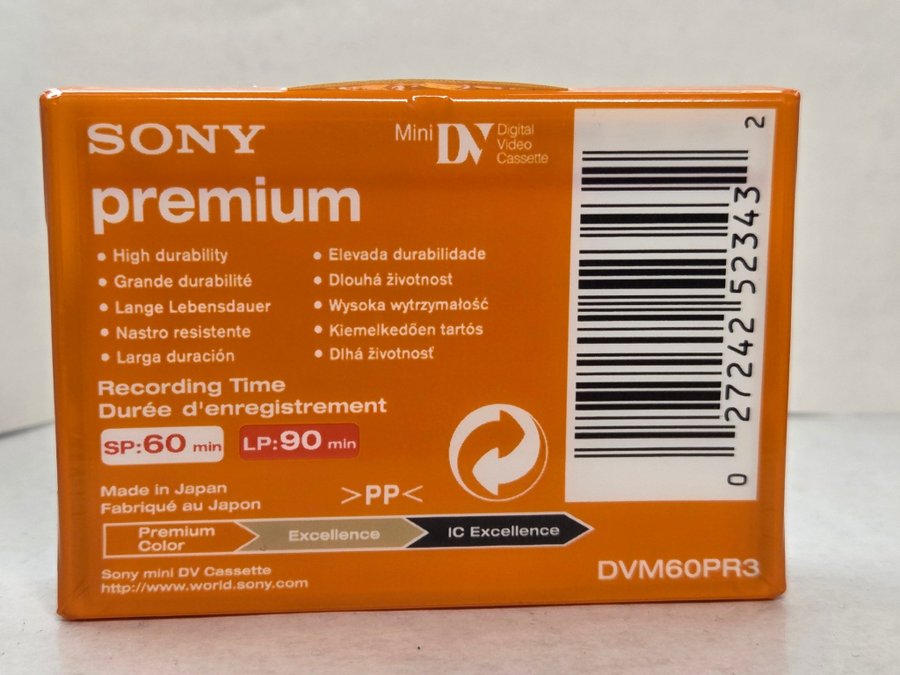 SONY
Mini DV Digital
Video
Cassette
premium
• High durability
• Grande durabilité
• Lange Lebensdauer
• Nastro resistente
• Larga duración
• Elevada durabilidade
• Dlouhá životnost
• Wysoka wytrzymałość
• Kiemelkedően tartós
• Dlhá životnosť
Recording Time
Durée d'enregistrement
SP:60 min LP:90 min
Made in Japan
Fabriqué au Japon
>PP<
Premium
Color
Excellence
IC Excellence
Sony mini DV Cassette
http://www.world.sony.com
DVM60PR3
0 27242 52343 2